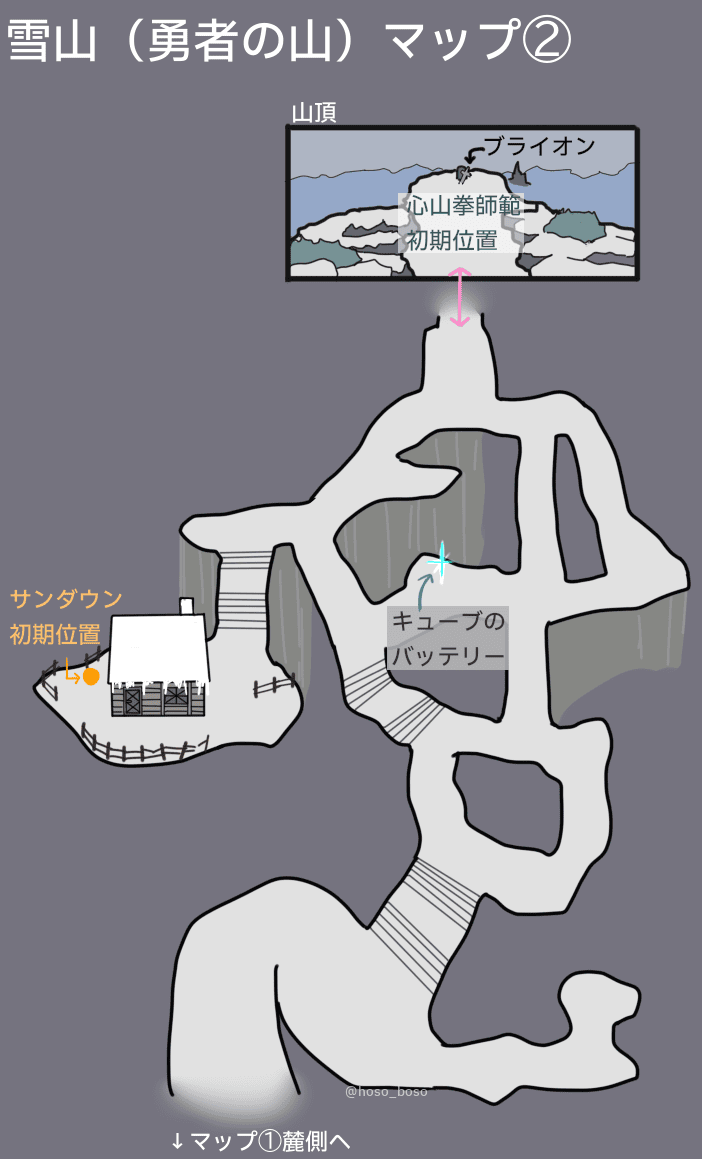 雪山（勇者の山）マップ②
山頂
ブライオン
心山拳師範
初期位置
サンダウン
初期位置
キューブの
バッテリー
@hoso_boso
↓マップ①麓側へ